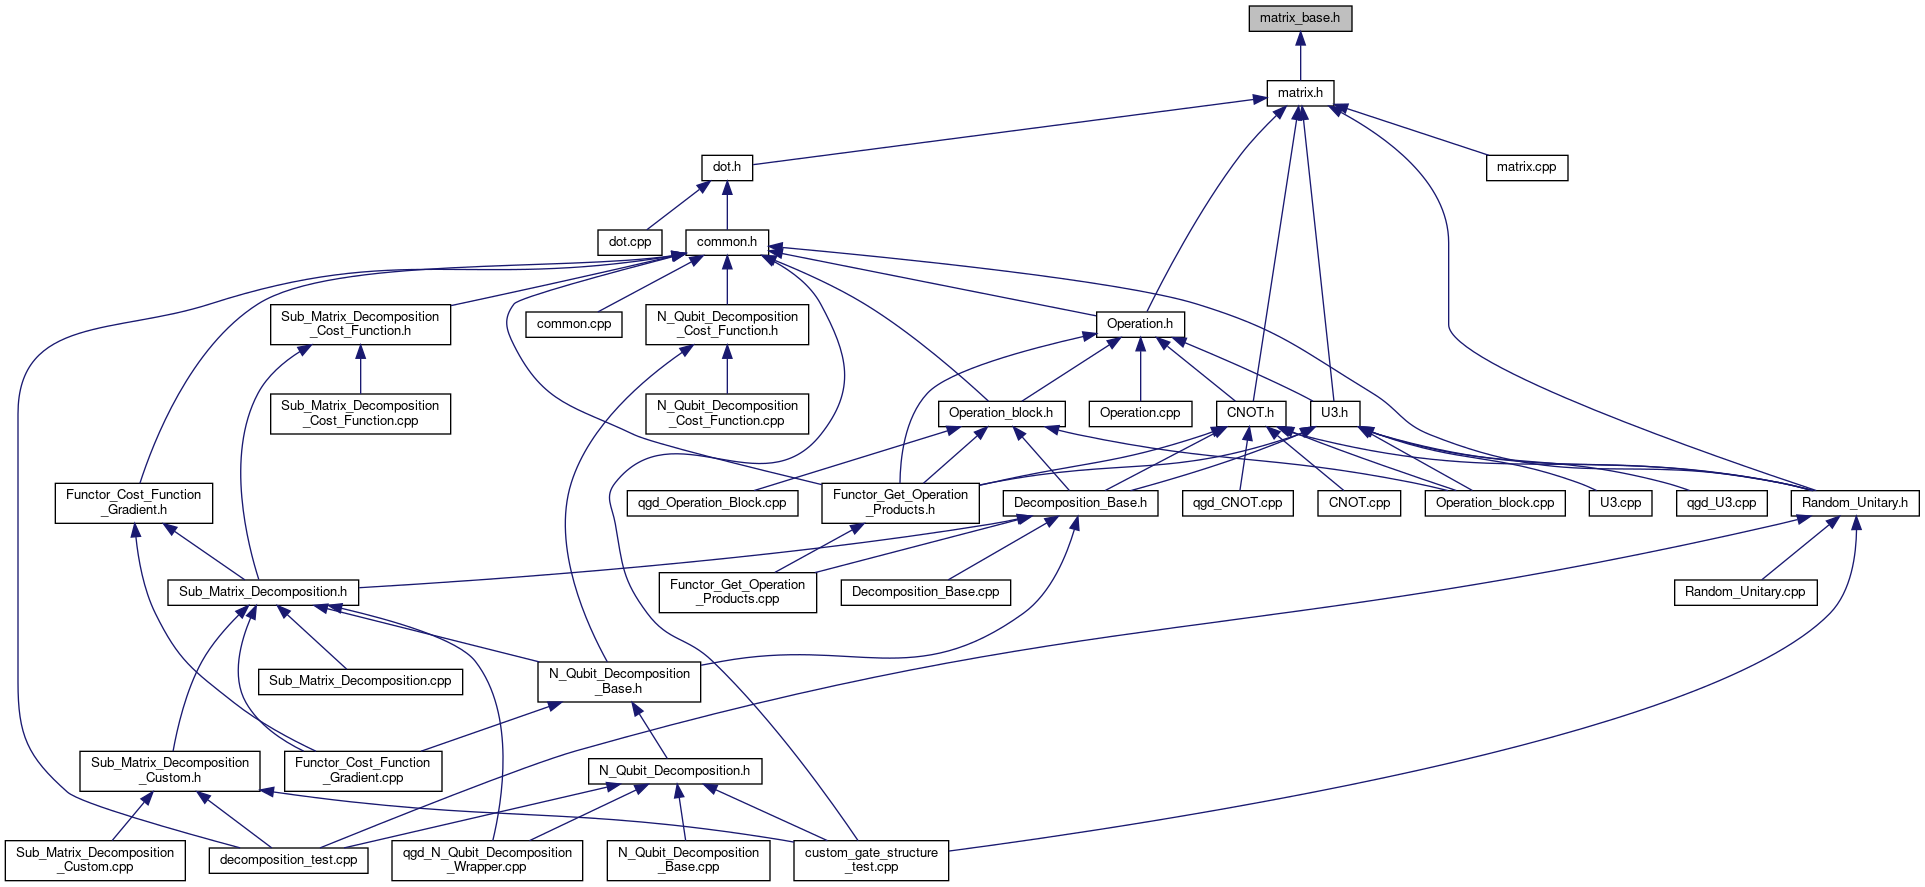 matrix_base.h
matrix.h
dot.h
matrix.cpp
dot.cpp
common.h
Sub_Matrix_Decomposition
_Cost_Function.h
common.cpp
N_Qubit_Decomposition
_Cost_Function.h
Operation.h
Sub_Matrix_Decomposition
_Cost_Function.cpp
N_Qubit_Decomposition
_Cost_Function.cpp
Operation_block.h
Operation.cpp
CNOT.h
U3.h
Functor_Cost_Function
_Gradient.h
qgd_Operation_Block.cpp
Functor_Get_Operation
_Products.h
Decomposition_Base.h
qgd_CNOT.cpp
CNOT.cpp
Operation_block.cpp
U3.cpp
qgd_U3.cpp
Random_Unitary.h
Sub_Matrix_Decomposition.h
Functor_Get_Operation
_Products.cpp
Decomposition_Base.cpp
Random_Unitary.cpp
Sub_Matrix_Decomposition.cpp
N_Qubit_Decomposition
_Base.h
Sub_Matrix_Decomposition
_Custom.h
Functor_Cost_Function
_Gradient.cpp
N_Qubit_Decomposition.h
Sub_Matrix_Decomposition
_Custom.cpp
decomposition_test.cpp
qgd_N_Qubit_Decomposition
_Wrapper.cpp
N_Qubit_Decomposition
_Base.cpp
custom_gate_structure
_test.cpp